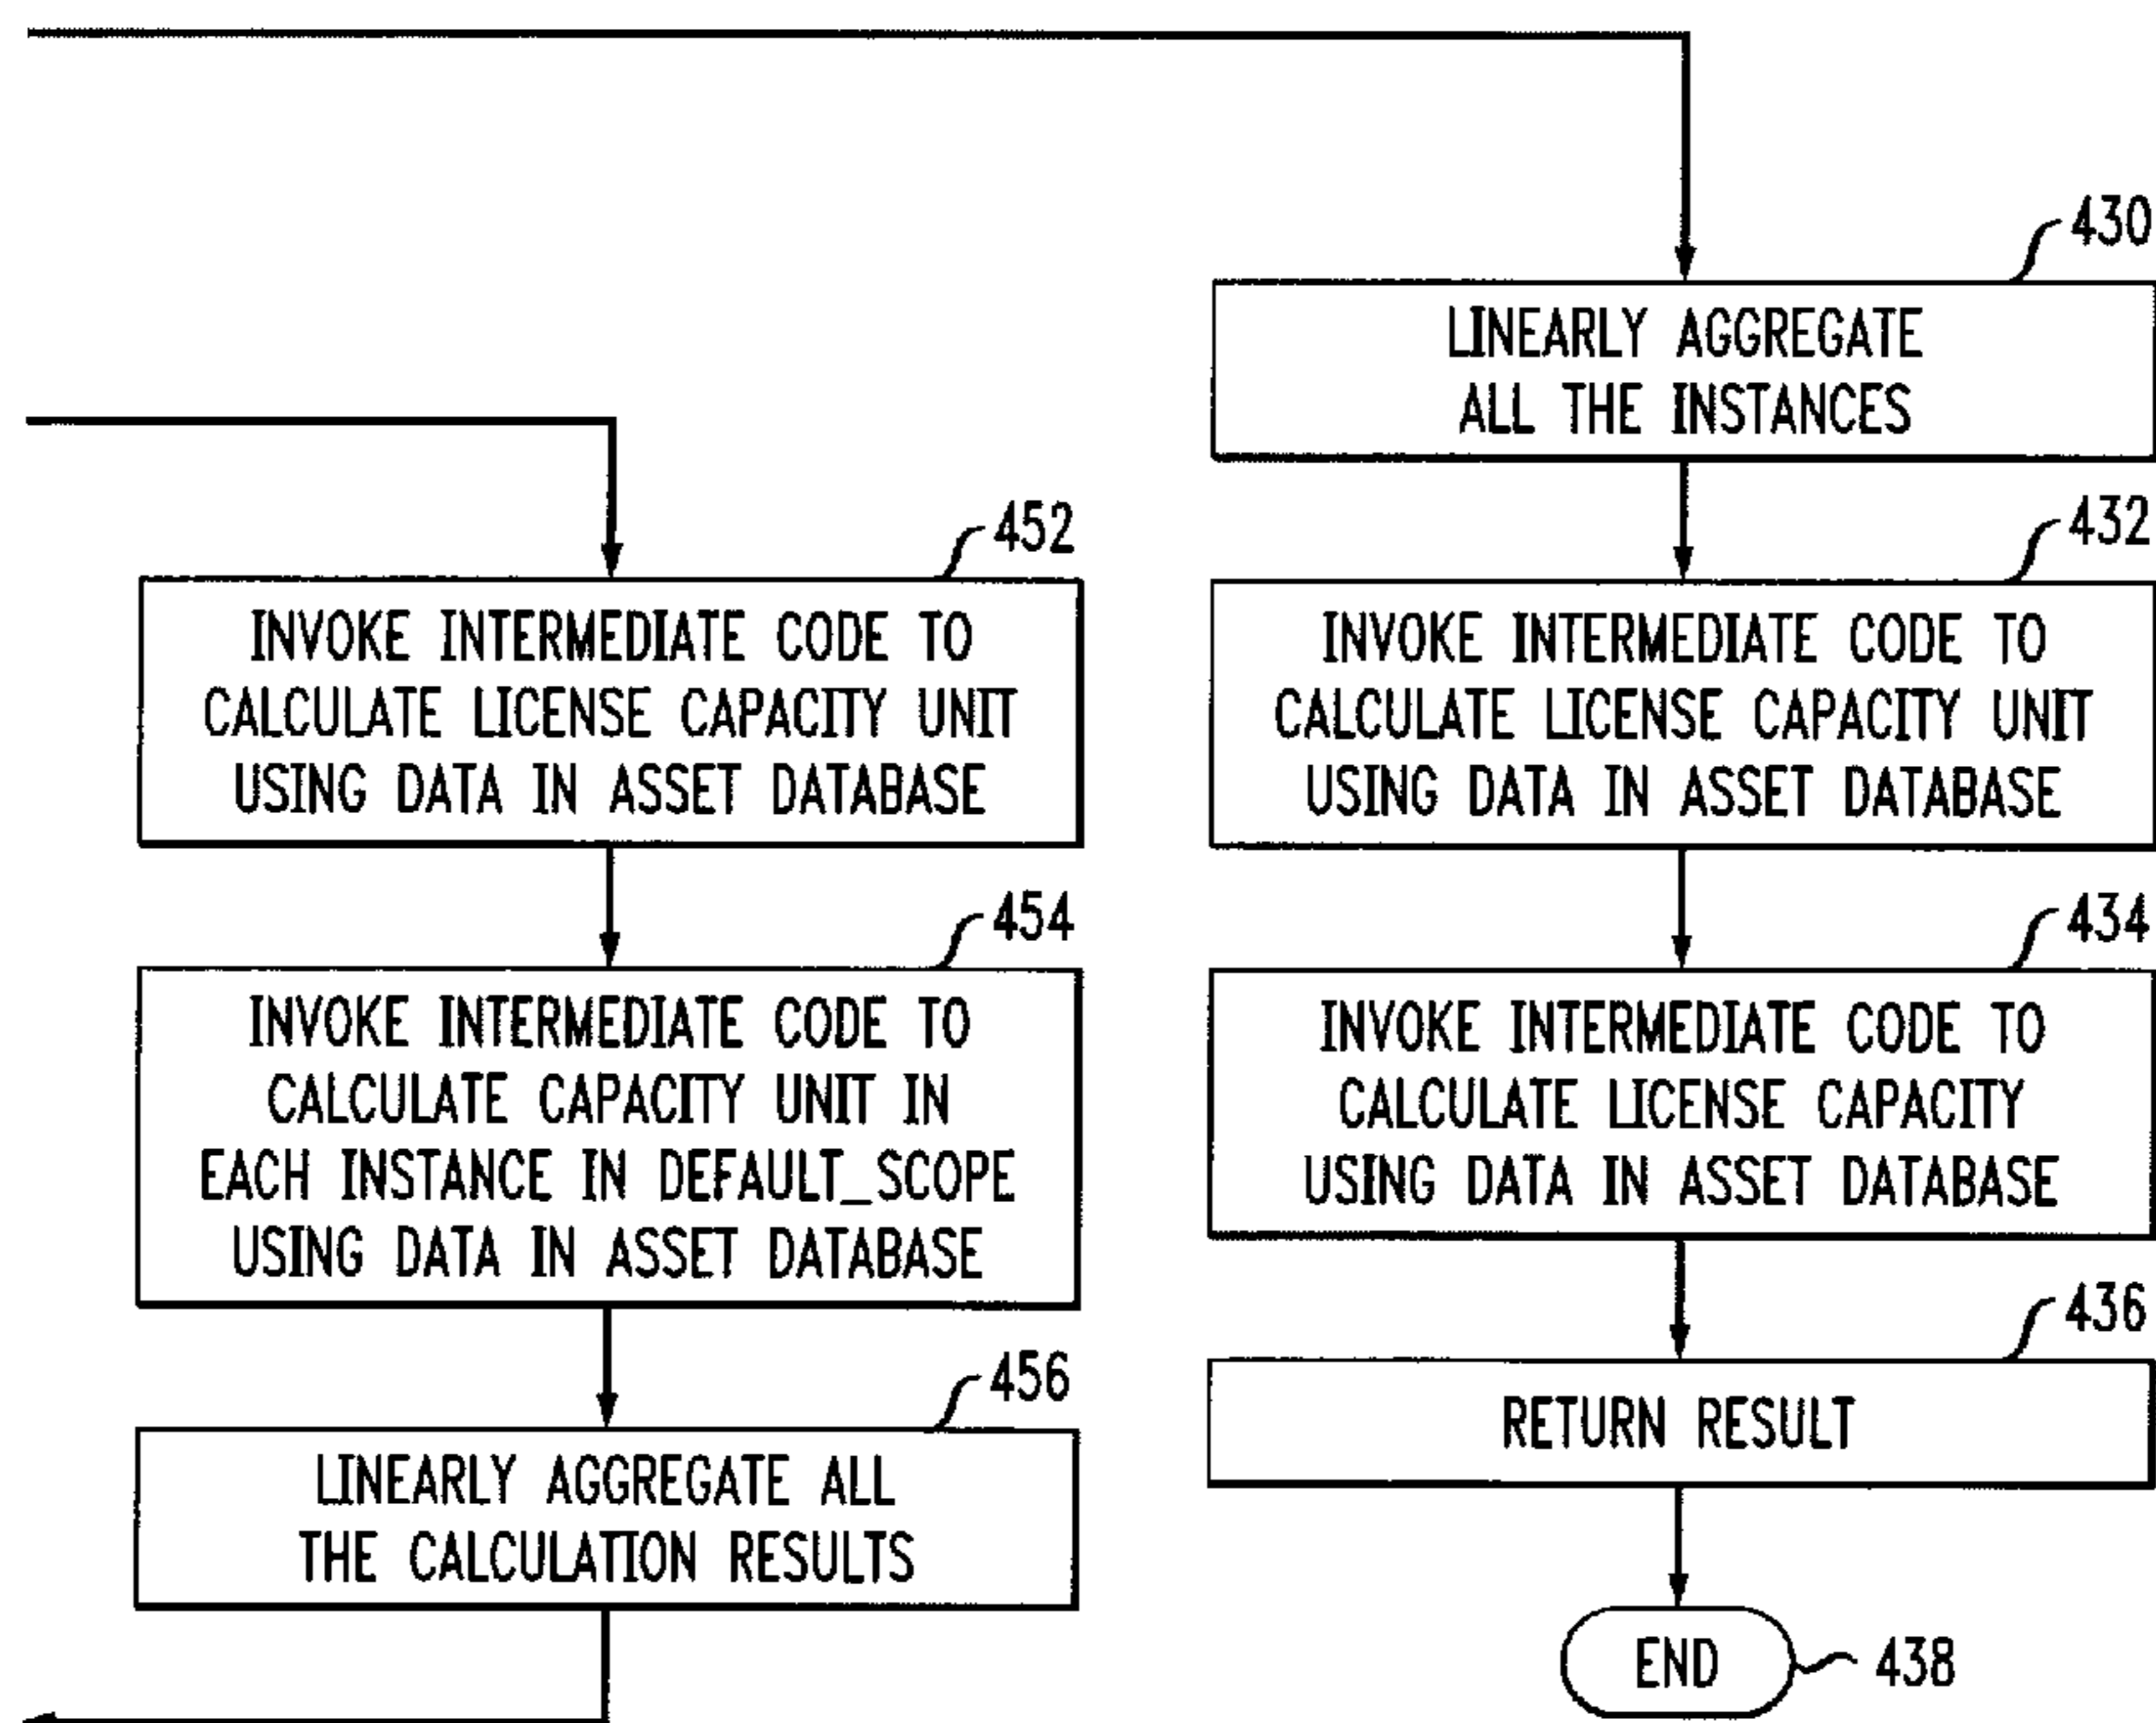 430
LINEARLY AGGREGATE
ALL THE INSTANCES
452
INVOKE INTERMEDIATE CODE TO
CALCULATE LICENSE CAPACITY UNIT
USING DATA IN ASSET DATABASE
454
INVOKE INTERMEDIATE CODE TO
CALCULATE CAPACITY UNIT IN
EACH INSTANCE IN DEFAULT_SCOPE
USING DATA IN ASSET DATABASE
456
LINEARLY AGGREGATE ALL
THE CALCULATION RESULTS
432
INVOKE INTERMEDIATE CODE TO
CALCULATE LICENSE CAPACITY UNIT
USING DATA IN ASSET DATABASE
434
INVOKE INTERMEDIATE CODE TO
CALCULATE LICENSE CAPACITY
USING DATA IN ASSET DATABASE
436
RETURN RESULT
END
438